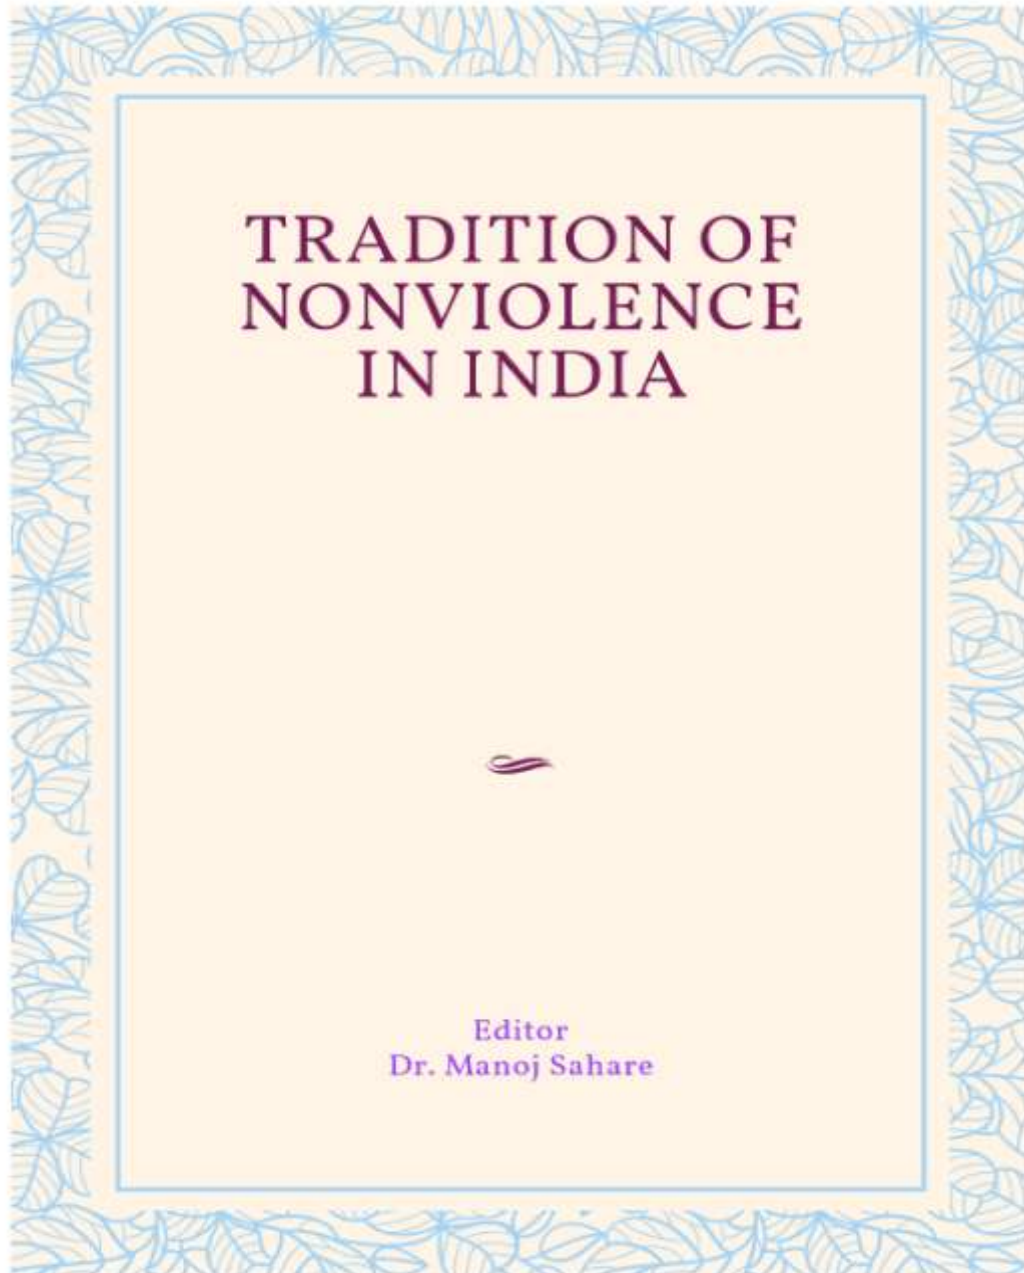 TRADITION OF
NONVIOLENCE
IN INDIA
Editor
Dr. Manoj Sahare